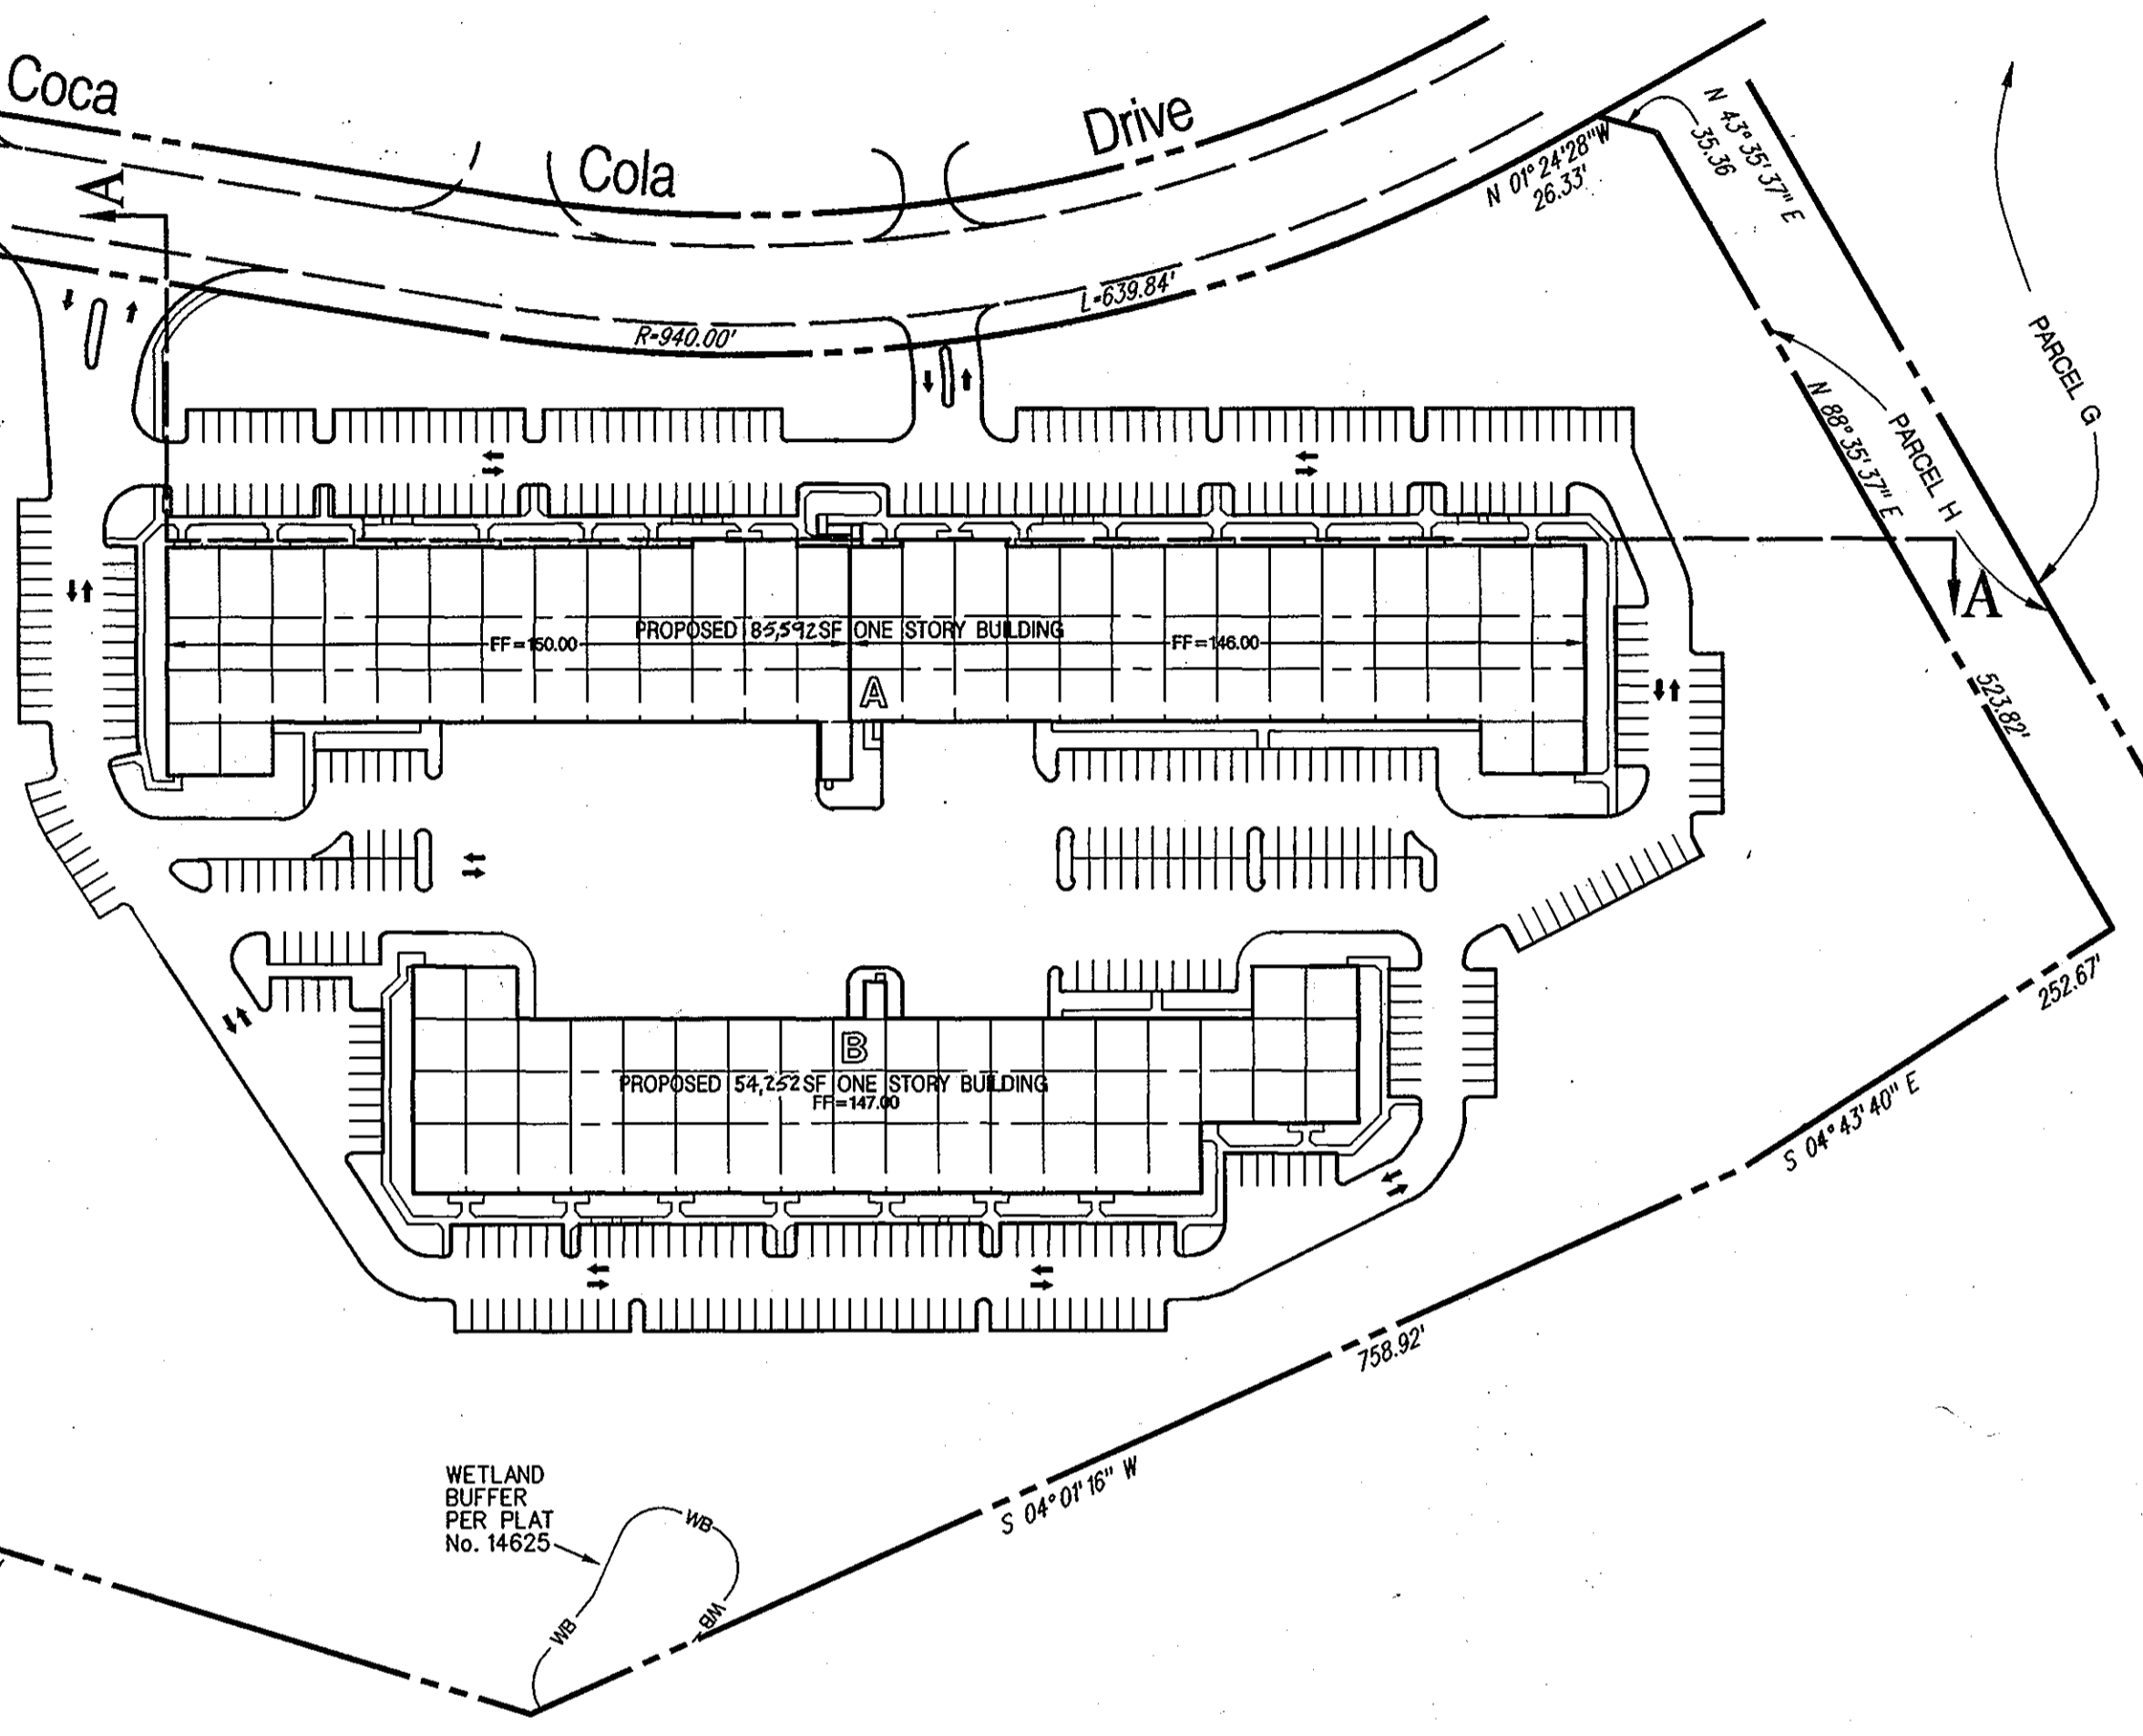 Coca
Cola
Drive
A
R=940.00'
L=639.84'
N 01°24'28"W
26.33'
N 43°35'37" E
35.36
PARCEL G
PARCEL H
N 88°35'37" E
523.82'
A
PROPOSED 85,592 SF ONE STORY BUILDING
FF=150.00
FF=146.00
A
B
PROPOSED 54,252 SF ONE STORY BUILDING
FF=147.00
252.67'
S 04°43'40" E
758.92'
S 04°01'16" W
WETLAND
BUFFER
PER PLAT
No. 14625
WB
WB
WB